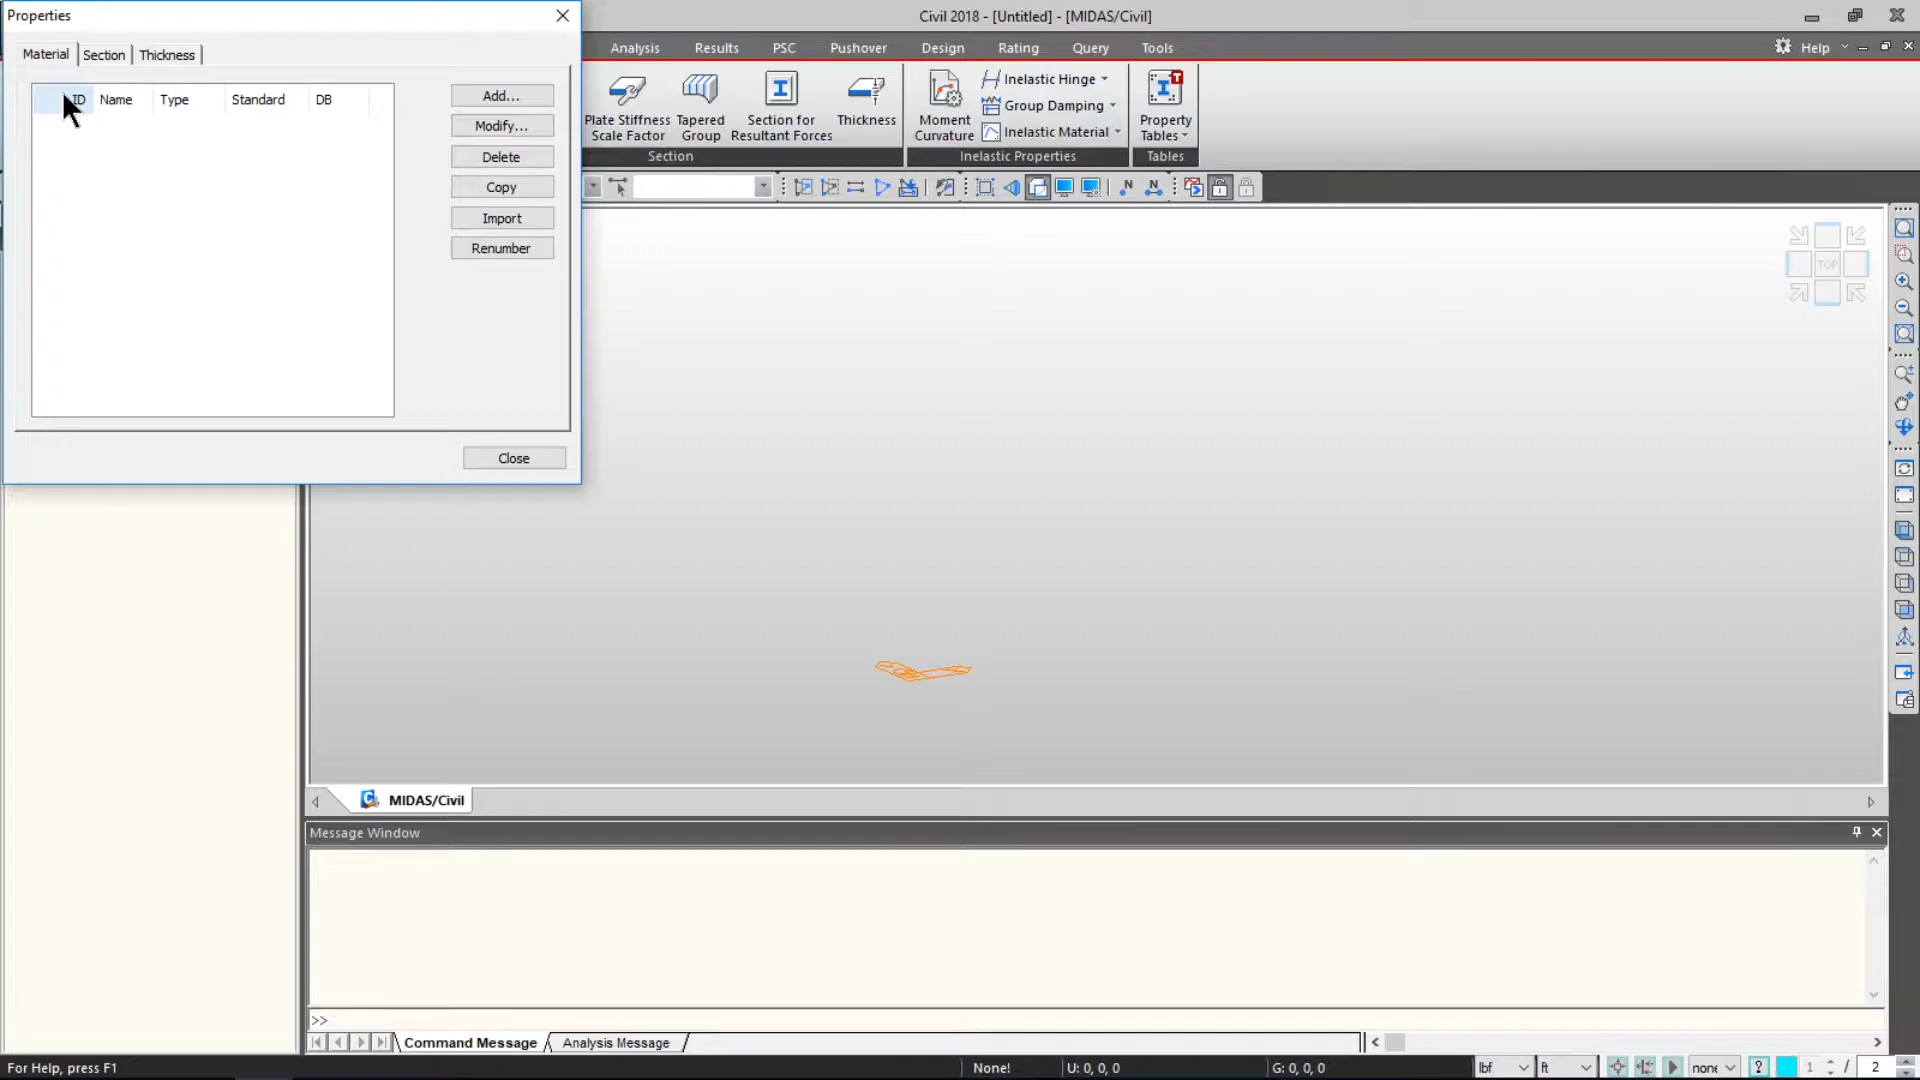 Properties
Civil 2018 - [Untitled] - [MIDAS/Civil]
Analysis Results PSC Pushover Design Rating Query Tools
Help
Material Section Thickness
ID Name Type Standard DB
Add...
Modify...
Delete
Copy
Import
Renumber
Close
Plate Stiffness
Scale Factor
Tapered
Group
Section for
Resultant Forces
Thickness
Section
Moment
Curvature
Inelastic Hinge
Group Damping
Inelastic Material
Inelastic Properties
Property
Tables
Tables
N N
TOP
MIDAS/Civil
Message Window
>>
Command Message Analysis Message
For Help, press F1
None! U: 0, 0, 0 G: 0, 0, 0 lbf ft none ? 1 / 2